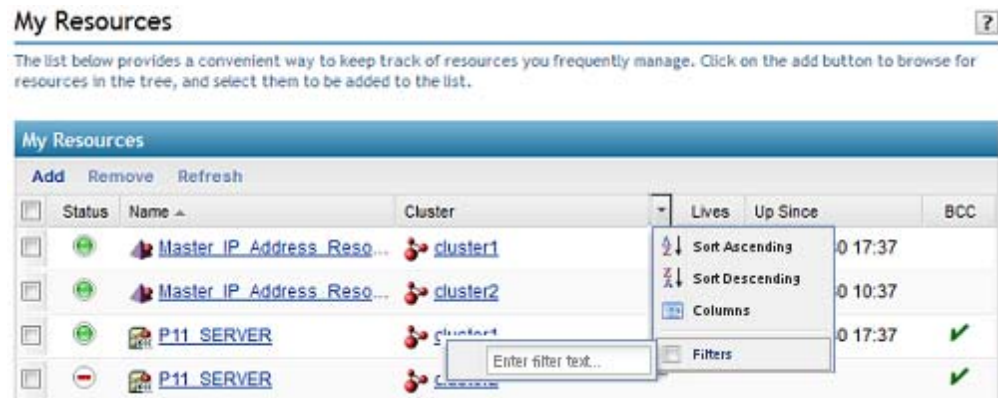 My Resources
?
The list below provides a convenient way to keep track of resources you frequently manage. Click on the add button to browse for
resources in the tree, and select them to be added to the list.
My Resources
Add Remove Refresh
Status Name Cluster Lives Up Since BCC
Master_IP_Address_Reso... cluster1 0 17:37
Sort Ascending
Master_IP_Address_Reso... cluster2 0 10:37
Sort Descending
Columns
P11_SERVER cluster1 0 17:37
Enter filter text...
Filters
P11_SERVER